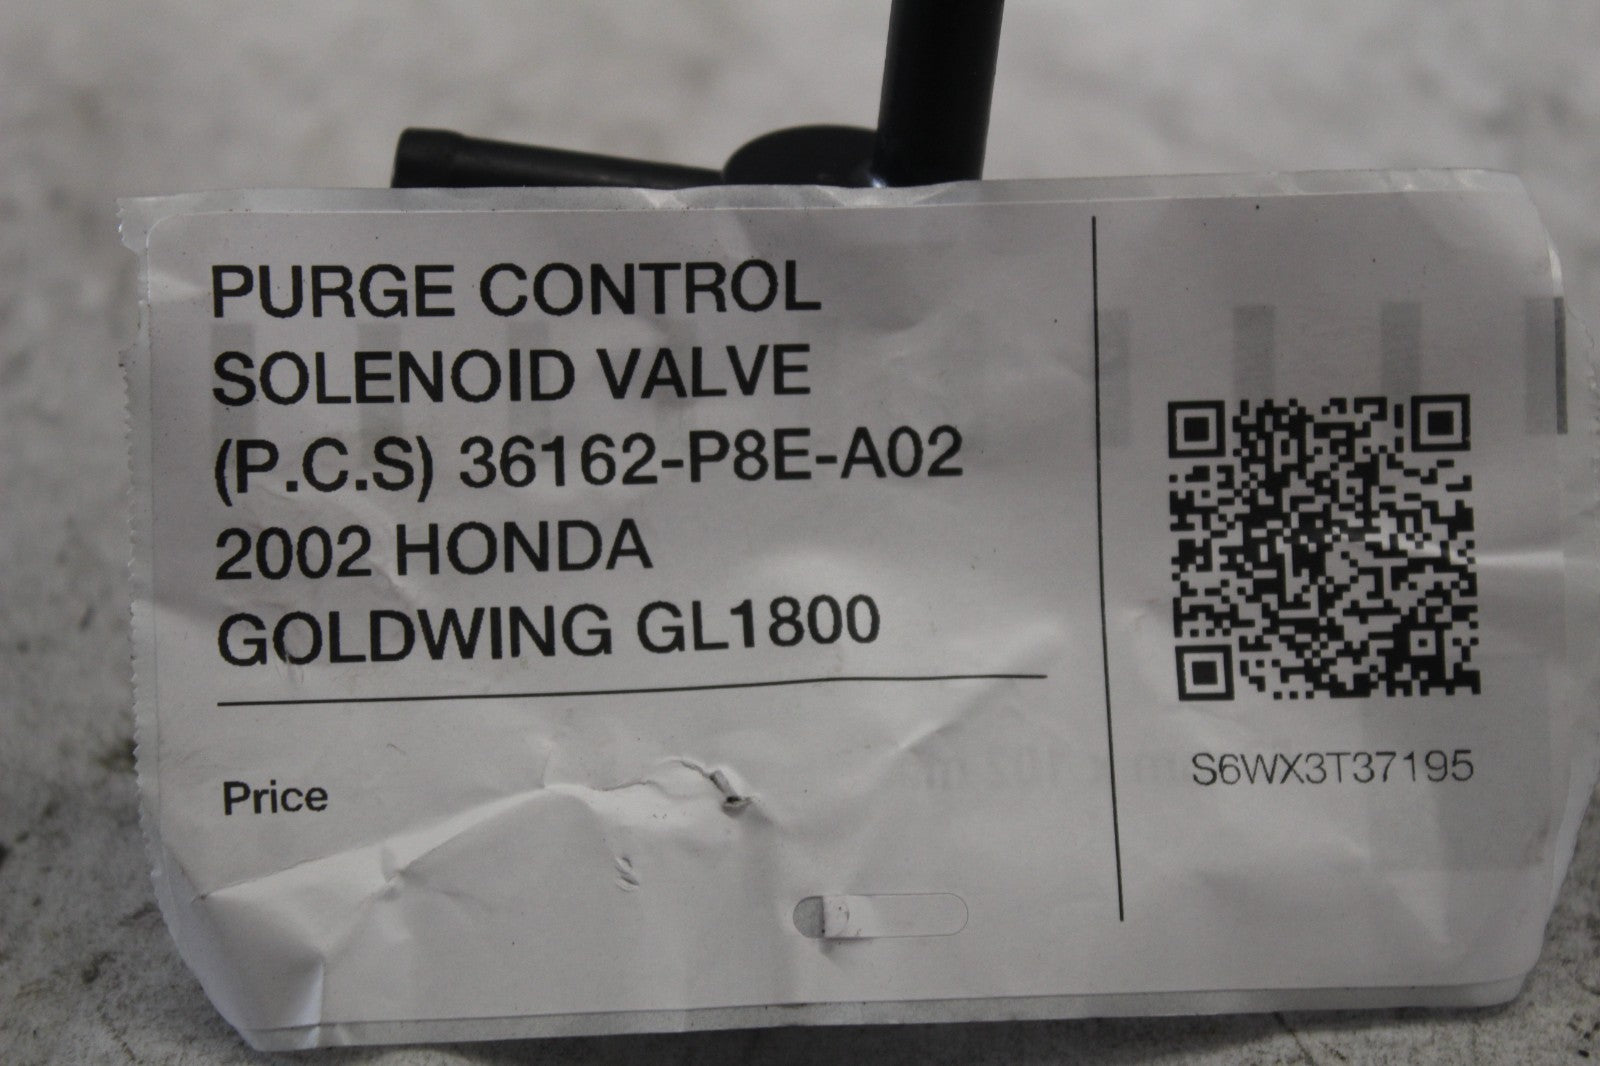 PURGE CONTROL
SOLENOID VALVE
(P.C.S) 36162-P8E-A02
2002 HONDA
GOLDWING GL1800
Price
S6WX3T37195